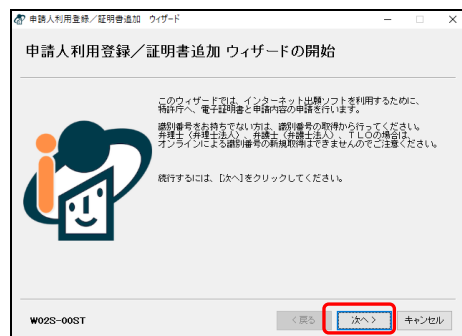 申請人利用登録／証明書追加 ウィザード
申請人利用登録／証明書追加 ウィザードの開始
このウィザードでは、インターネット出願ソフトを利用するために、
特許庁へ、電子証明書と申請内容の申請を行います。
識別番号をお持ちでない方は、識別番号の取得から行ってください。
弁理士（弁理士法人）、弁護士（弁護士法人）、ＴＬＯの場合は、
オンラインによる識別番号の新規取得はできませんのでご注意ください。
続行するには、[次へ]をクリックしてください。
W02S-00ST
< 戻る
次へ >
キャンセル